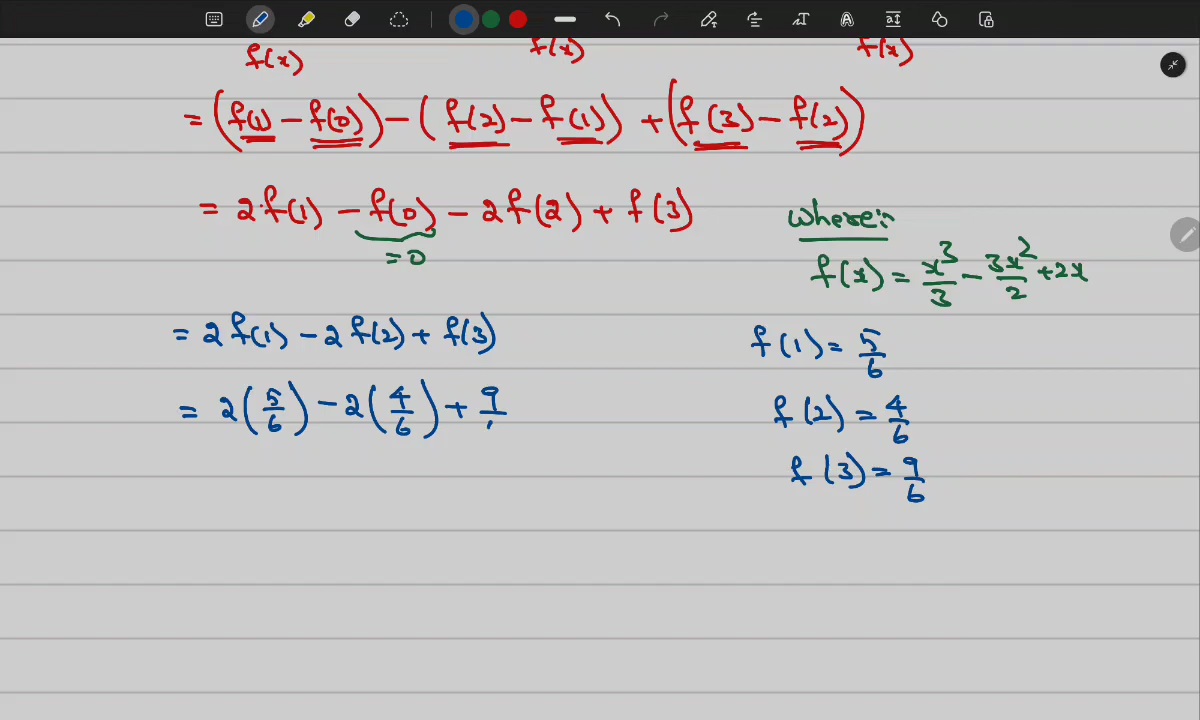 f(x) f(x) f(x)
= (f(1) - f(0)) - (f(2) - f(1)) + (f(3) - f(2))
= 2·f(1) - f(0) - 2f(2) + f(3)
= 0
where:
f(x) = x³/3 - 3x²/2 + 2x
= 2f(1) - 2f(2) + f(3)
f(1) = 5/6
= 2(5/6) - 2(4/6) + 9/
f(2) = 4/6
f(3) = 9/6